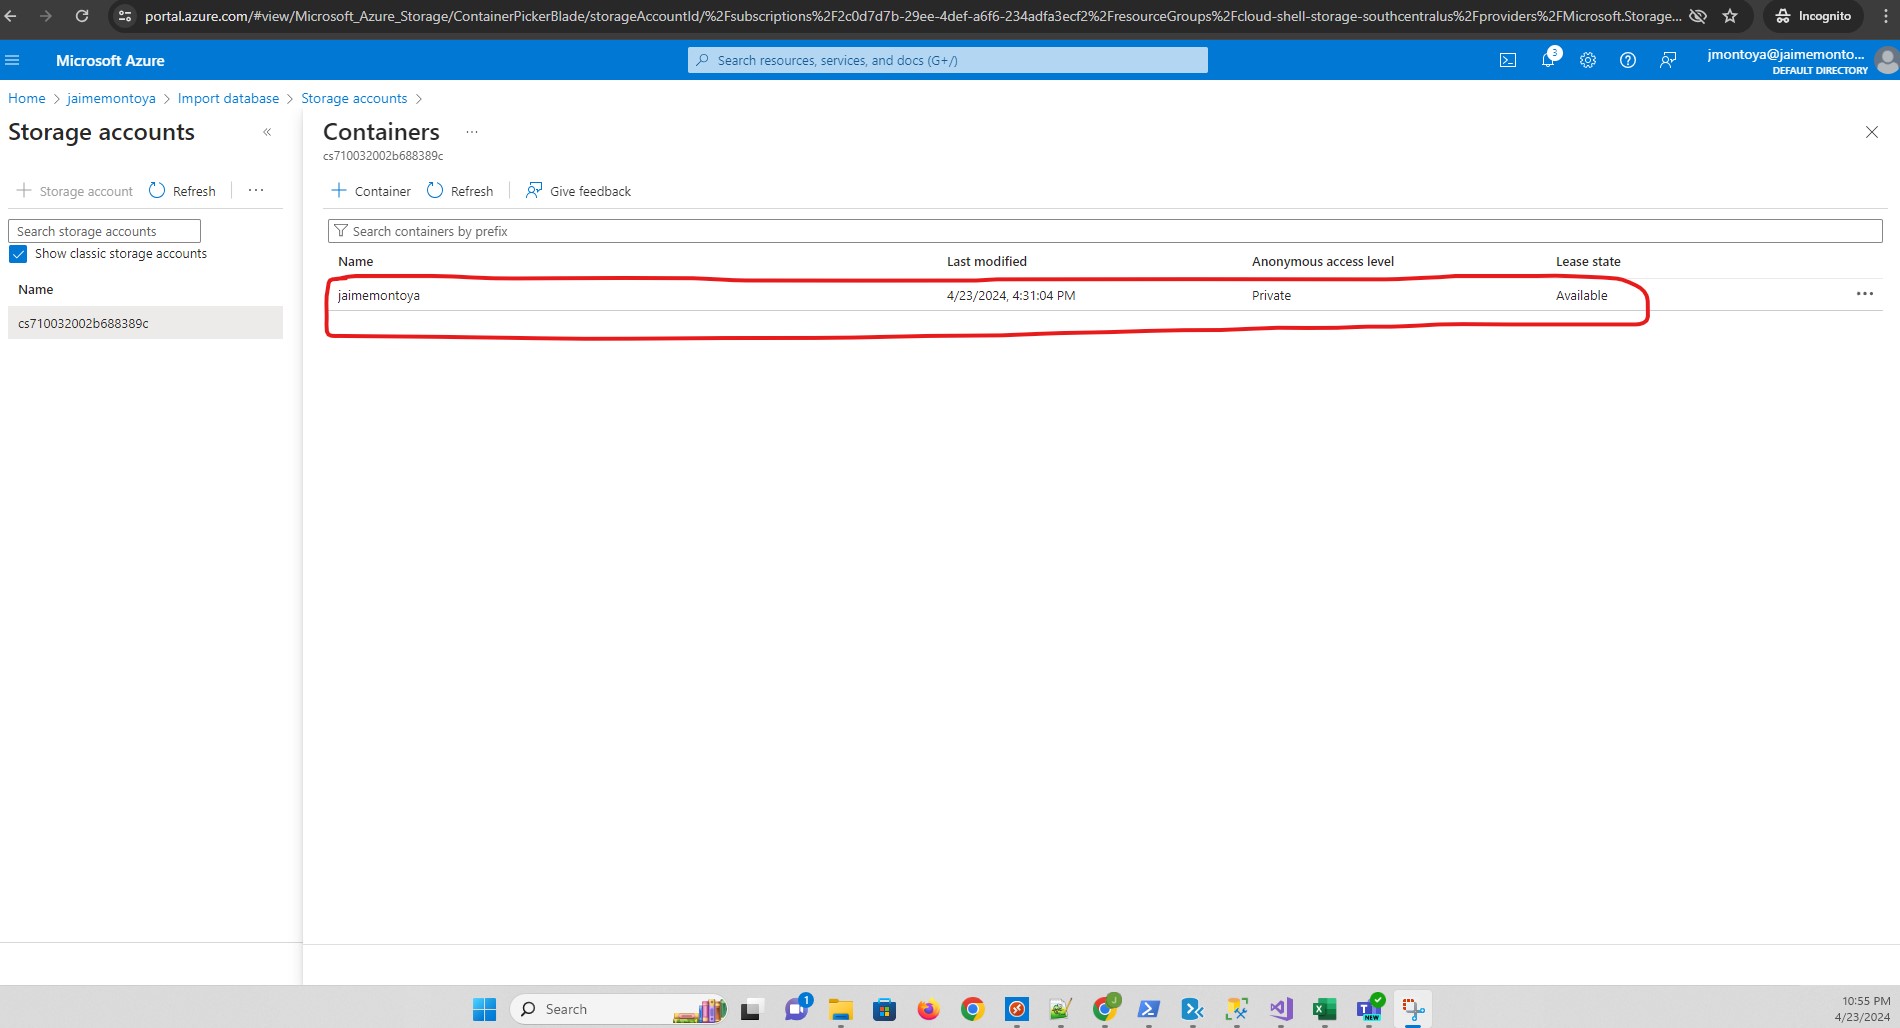 portal.azure.com/#view/Microsoft_Azure_Storage/ContainerPickerBlade/storageAccountId/%2Fsubscriptions%2F2c0d7d7b-29ee-4def-a6f6-234adfa3ecf2%2FresourceGroups%2Fcloud-shell-storage-southcentralus%2Fproviders%2FMicrosoft.Storage... Incognito
Microsoft Azure
Search resources, services, and docs (G+/)
3
jmontoya@jaimemonto...
DEFAULT DIRECTORY
Home > jaimemontoya > Import database > Storage accounts >
Storage accounts «
+ Storage account Refresh ...
Search storage accounts
Show classic storage accounts
Name
cs710032002b688389c
Containers ...
cs710032002b688389c
+ Container Refresh Give feedback
Search containers by prefix
Name Last modified Anonymous access level Lease state
jaimemontoya 4/23/2024, 4:31:04 PM Private Available ...
Search
1
J
NEW
10:55 PM
4/23/2024